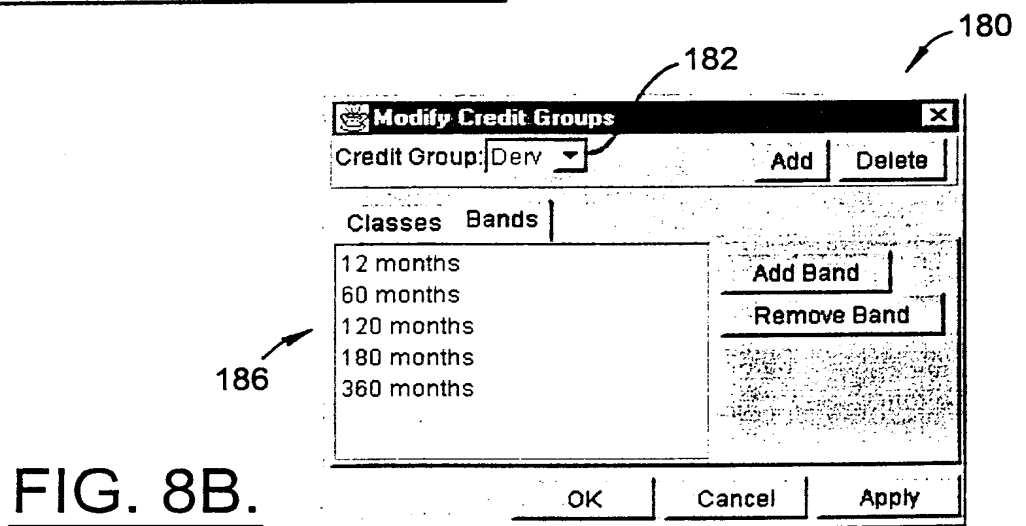 180
182
Modify Credit Groups
Credit Group: Derv Add Delete
Classes Bands
12 months
60 months
120 months
180 months
360 months
Add Band
Remove Band
186
FIG. 8B.
OK Cancel Apply